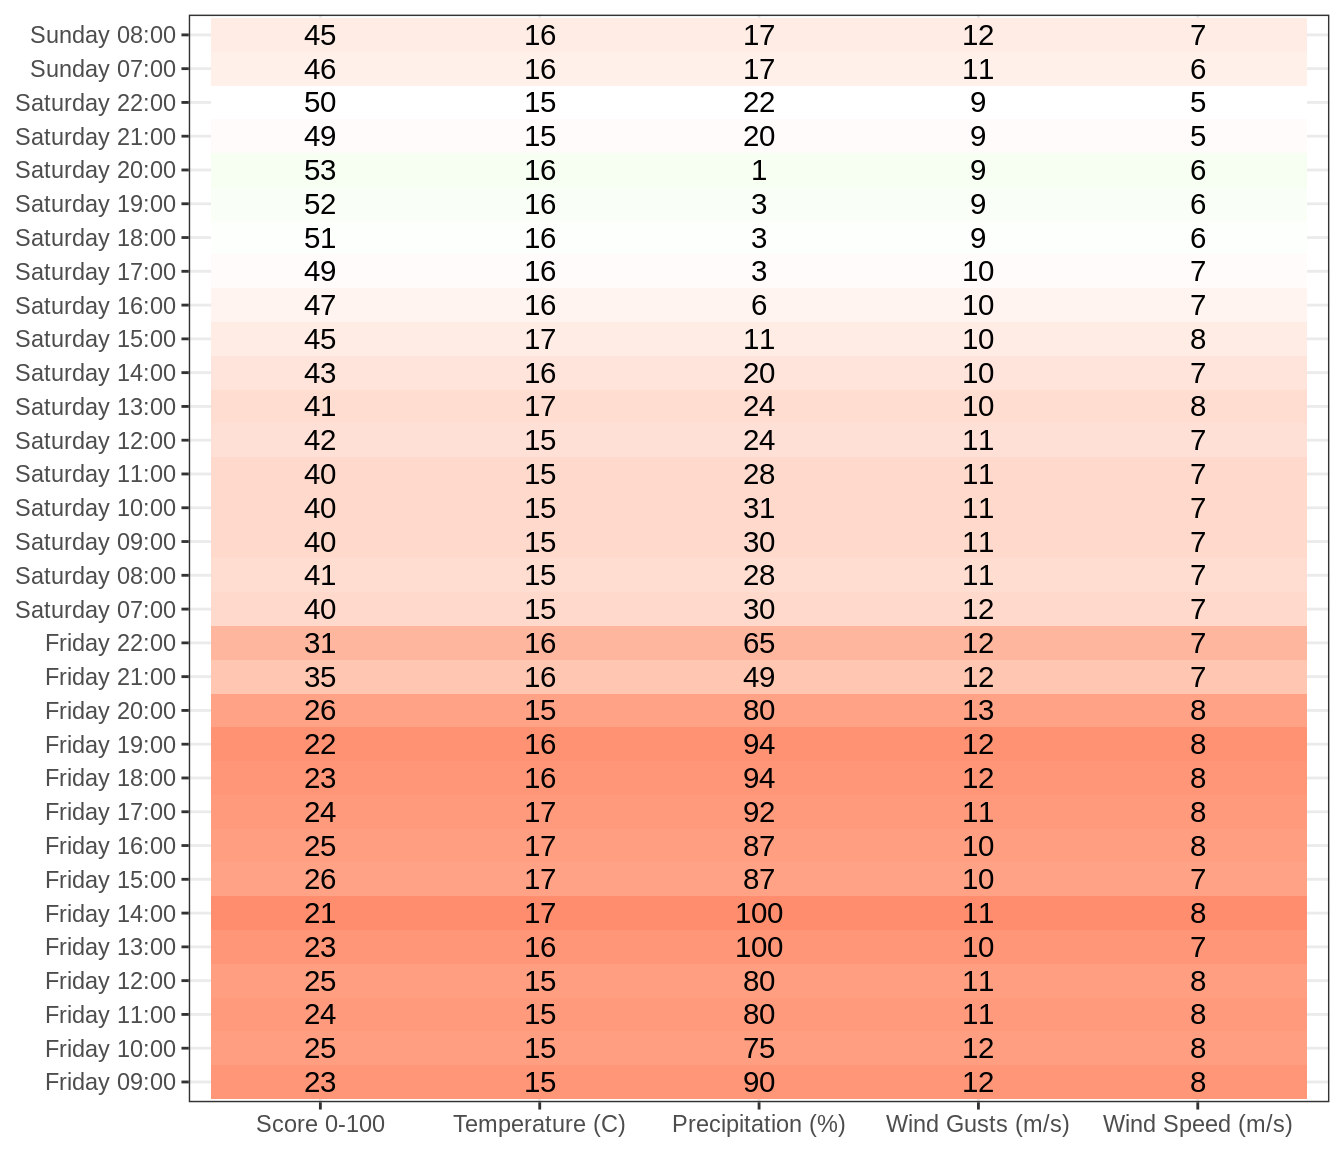 Sunday 08:00 45 16 17 12 7
Sunday 07:00 46 16 17 11 6
Saturday 22:00 50 15 22 9 5
Saturday 21:00 49 15 20 9 5
Saturday 20:00 53 16 1 9 6
Saturday 19:00 52 16 3 9 6
Saturday 18:00 51 16 3 9 6
Saturday 17:00 49 16 3 10 7
Saturday 16:00 47 16 6 10 7
Saturday 15:00 45 17 11 10 8
Saturday 14:00 43 16 20 10 7
Saturday 13:00 41 17 24 10 8
Saturday 12:00 42 15 24 11 7
Saturday 11:00 40 15 28 11 7
Saturday 10:00 40 15 31 11 7
Saturday 09:00 40 15 30 11 7
Saturday 08:00 41 15 28 11 7
Saturday 07:00 40 15 30 12 7
Friday 22:00 31 16 65 12 7
Friday 21:00 35 16 49 12 7
Friday 20:00 26 15 80 13 8
Friday 19:00 22 16 94 12 8
Friday 18:00 23 16 94 12 8
Friday 17:00 24 17 92 11 8
Friday 16:00 25 17 87 10 8
Friday 15:00 26 17 87 10 7
Friday 14:00 21 17 100 11 8
Friday 13:00 23 16 100 10 7
Friday 12:00 25 15 80 11 8
Friday 11:00 24 15 80 11 8
Friday 10:00 25 15 75 12 8
Friday 09:00 23 15 90 12 8
Score 0-100 Temperature (C) Precipitation (%) Wind Gusts (m/s) Wind Speed (m/s)